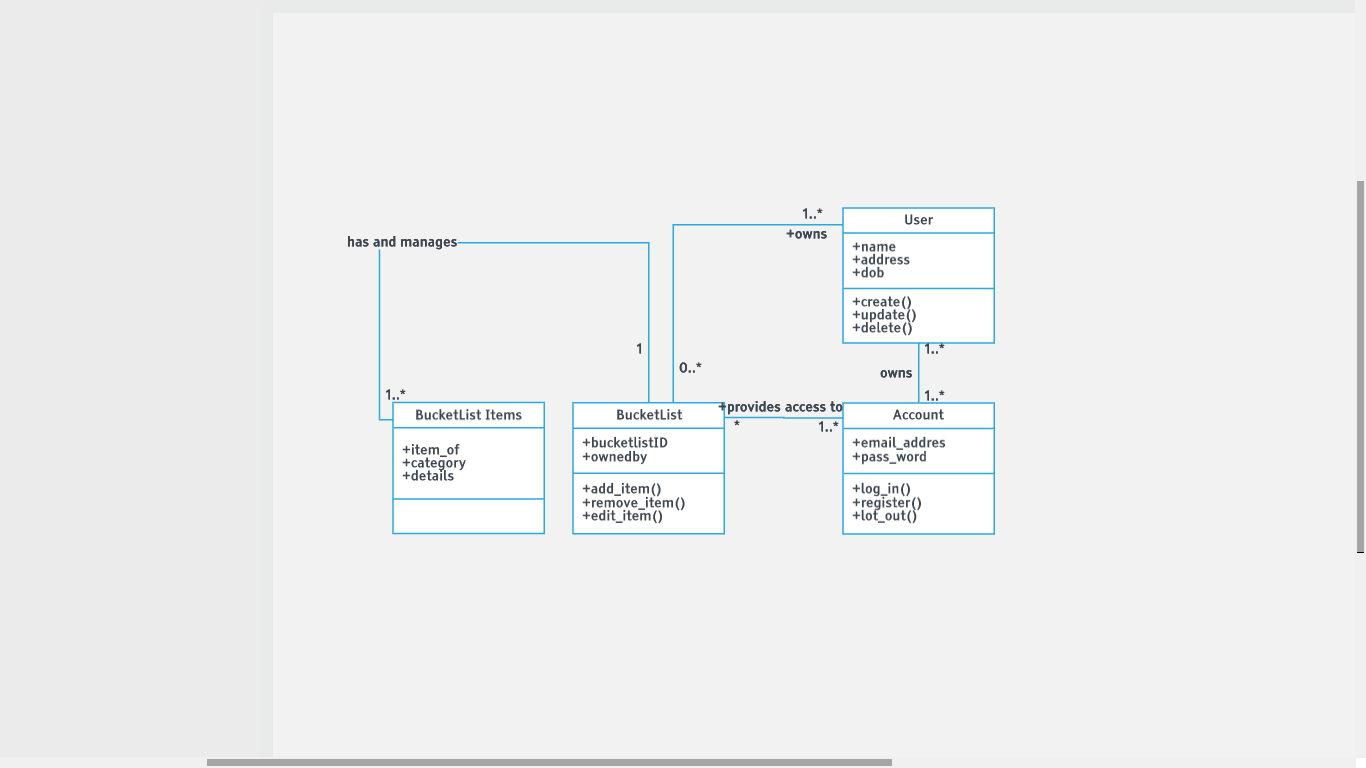 1..*
+owns
User
+name
+address
+dob
+create()
+update()
+delete()
has and manages
1
0..*
1..*
owns
1..*
1..*
BucketList Items
+item_of
+category
+details
BucketList
+bucketlistID
+ownedby
+add_item()
+remove_item()
+edit_item()
+provides access to
*
1..*
Account
+email_addres
+pass_word
+log_in()
+register()
+lot_out()